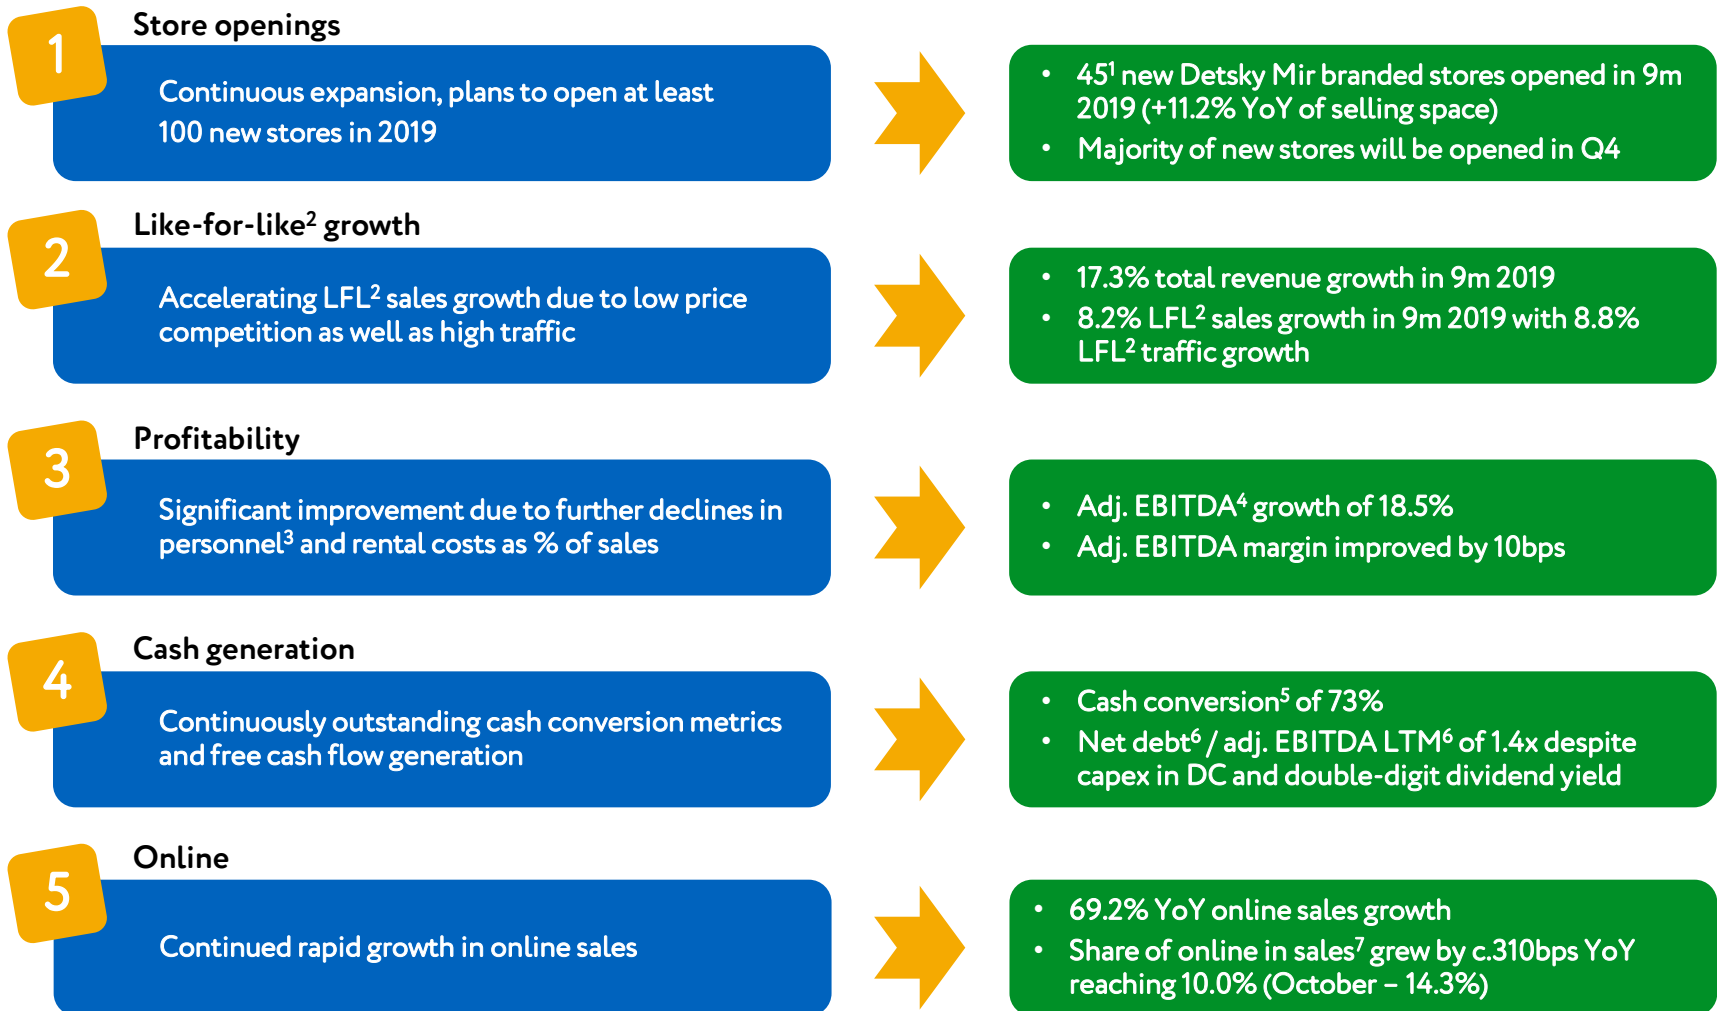 1
Store openings
Continuous expansion, plans to open at least
100 new stores in 2019
• 45¹ new Detsky Mir branded stores opened in 9m
2019 (+11.2% YoY of selling space)
• Majority of new stores will be opened in Q4
2
Like-for-like² growth
Accelerating LFL² sales growth due to low price
competition as well as high traffic
• 17.3% total revenue growth in 9m 2019
• 8.2% LFL² sales growth in 9m 2019 with 8.8%
LFL² traffic growth
3
Profitability
Significant improvement due to further declines in
personnel³ and rental costs as % of sales
• Adj. EBITDA⁴ growth of 18.5%
• Adj. EBITDA margin improved by 10bps
4
Cash generation
Continuously outstanding cash conversion metrics
and free cash flow generation
• Cash conversion⁵ of 73%
• Net debt⁶ / adj. EBITDA LTM⁶ of 1.4x despite
capex in DC and double-digit dividend yield
5
Online
Continued rapid growth in online sales
• 69.2% YoY online sales growth
• Share of online in sales⁷ grew by c.310bps YoY
reaching 10.0% (October – 14.3%)